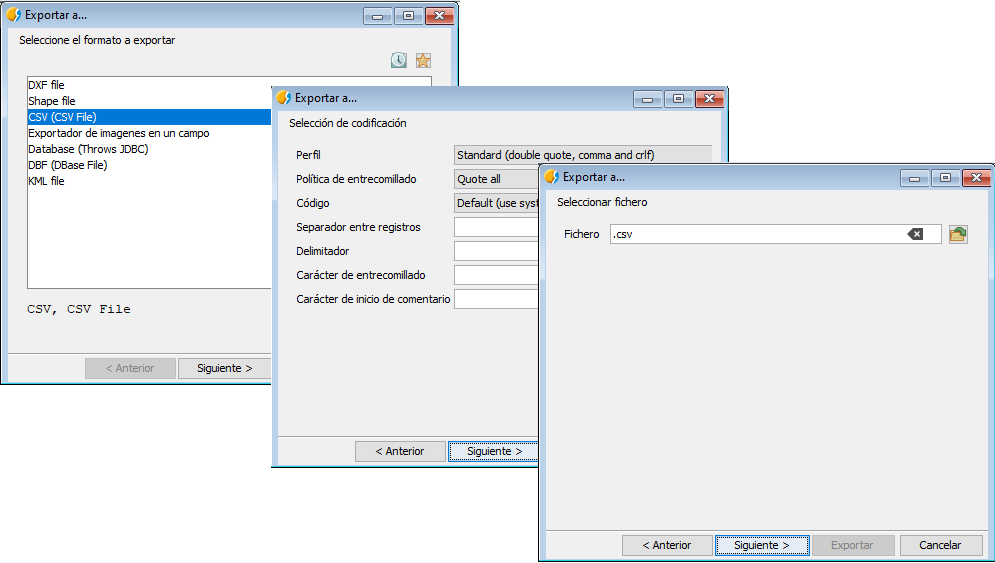 Exportar a...
Seleccione el formato a exportar
DXF file
Shape file
CSV (CSV File)
Exportador de imagenes en un campo
Database (Throws JDBC)
DBF (DBase File)
KML file
CSV, CSV File
< Anterior
Siguiente >
Exportar a...
Selección de codificación
Perfil
Standard (double quote, comma and crlf)
Política de entrecomillado
Quote all
Código
Default (use syst
Separador entre registros
Delimitador
Carácter de entrecomillado
Carácter de inicio de comentario
< Anterior
Siguiente >
Exportar a...
Seleccionar fichero
Fichero
.csv
< Anterior
Siguiente >
Exportar
Cancelar